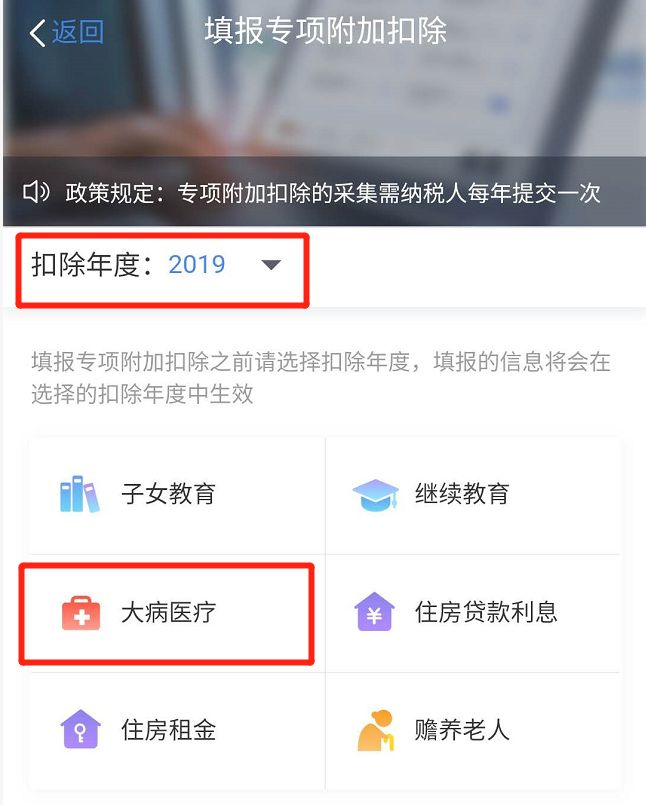 返回
填报专项附加扣除
政策规定：专项附加扣除的采集需纳税人每年提交一次
扣除年度：2019
填报专项附加扣除之前请选择扣除年度，填报的信息将会在
选择的扣除年度中生效
子女教育
继续教育
大病医疗
住房贷款利息
住房租金
赡养老人